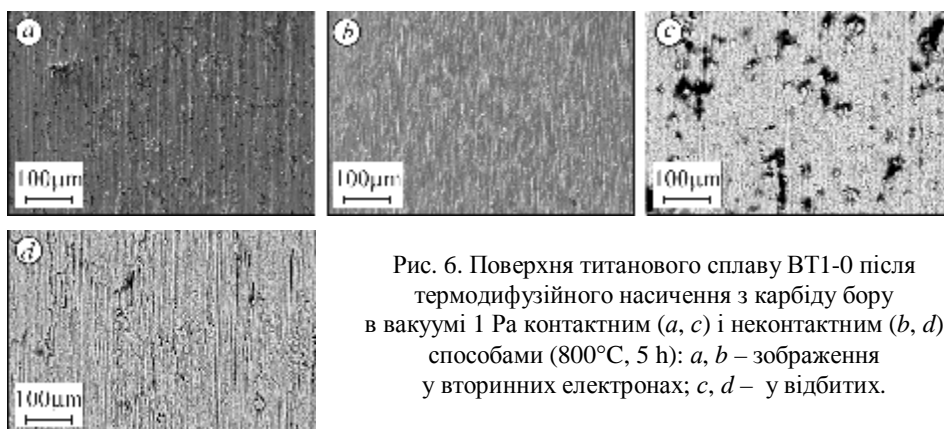 a
b
c
100μm
100μm
100μm
d
100μm
Рис. 6. Поверхня титанового сплаву ВТ1-0 після
термодифузійного насичення з карбіду бору
в вакуумі 1 Pa контактним (a, c) і неконтактним (b, d)
способами (800°C, 5 h): a, b – зображення
у вторинних електронах; c, d – у відбитих.